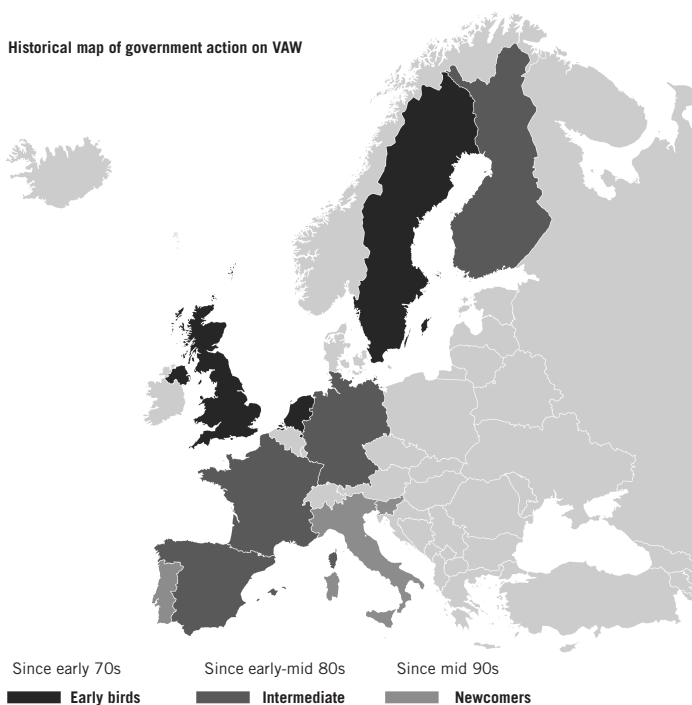 Historical map of government action on VAW
Since early 70s Since early-mid 80s Since mid 90s
Early birds Intermediate Newcomers